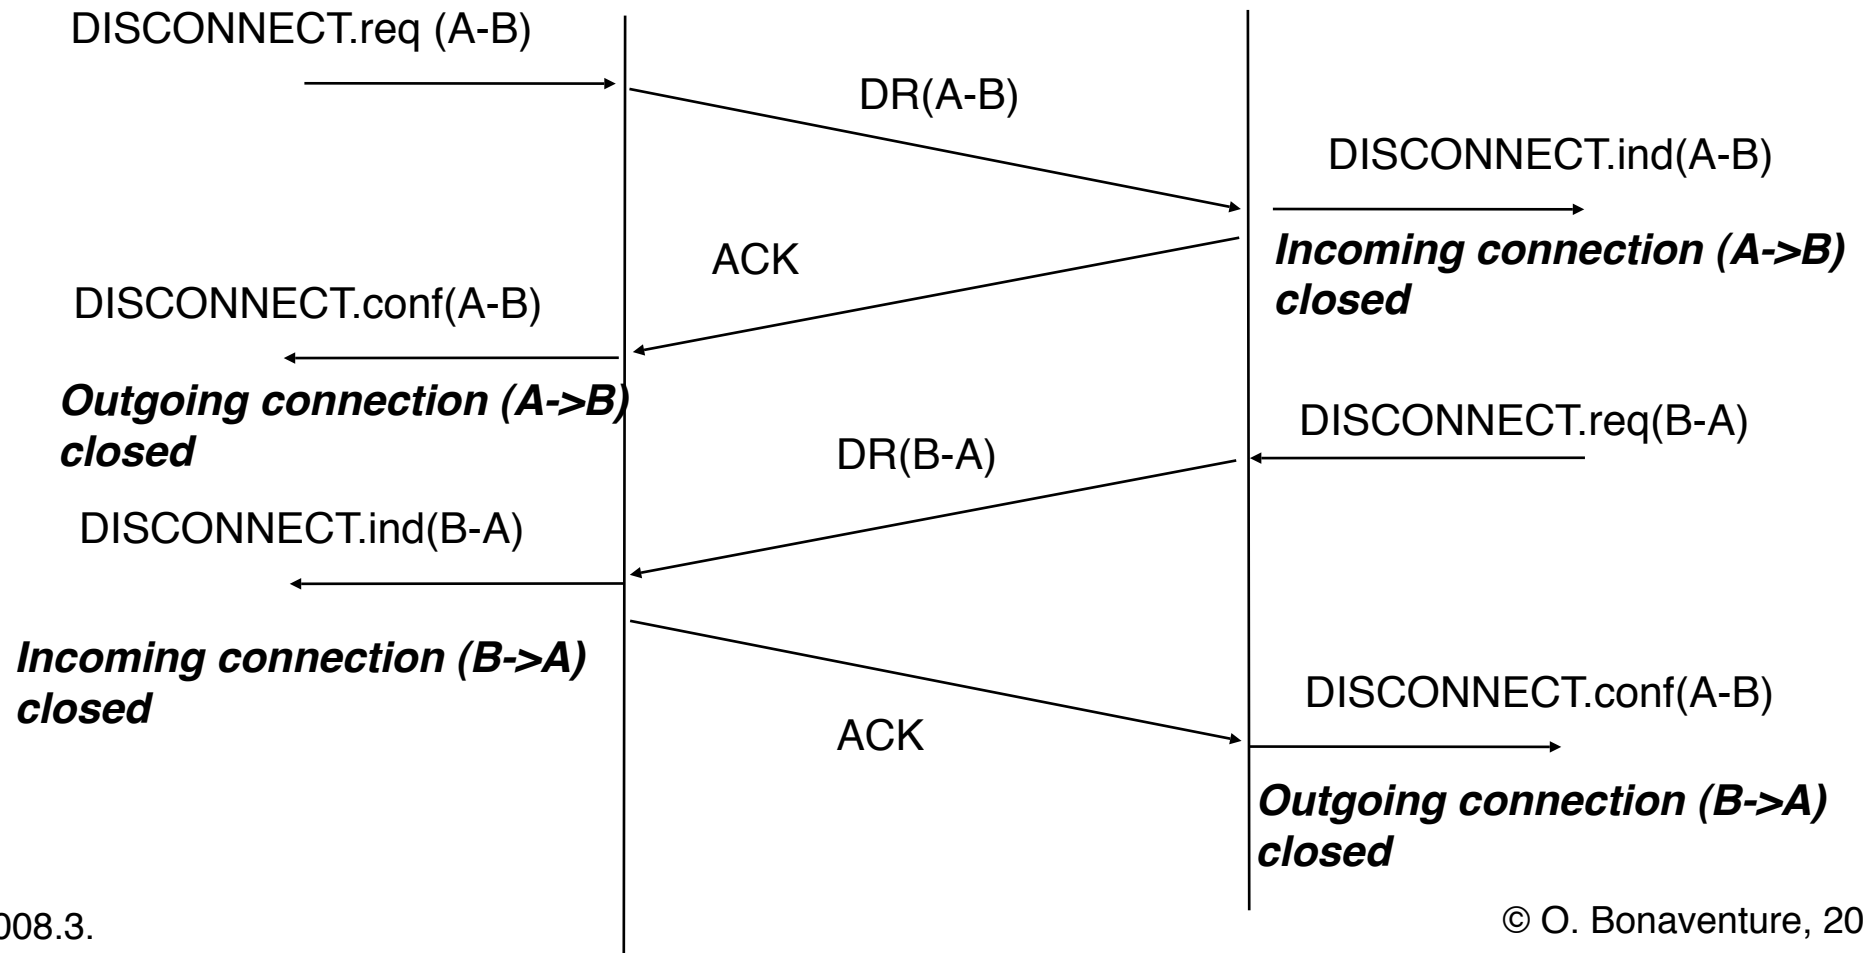 DISCONNECT.req (A-B)
DR(A-B)
DISCONNECT.ind(A-B)
Incoming connection (A->B)
closed
ACK
DISCONNECT.conf(A-B)
Outgoing connection (A->B)
closed
DISCONNECT.req(B-A)
DR(B-A)
DISCONNECT.ind(B-A)
Incoming connection (B->A)
closed
ACK
DISCONNECT.conf(A-B)
Outgoing connection (B->A)
closed
008.3.
© O. Bonaventure, 20